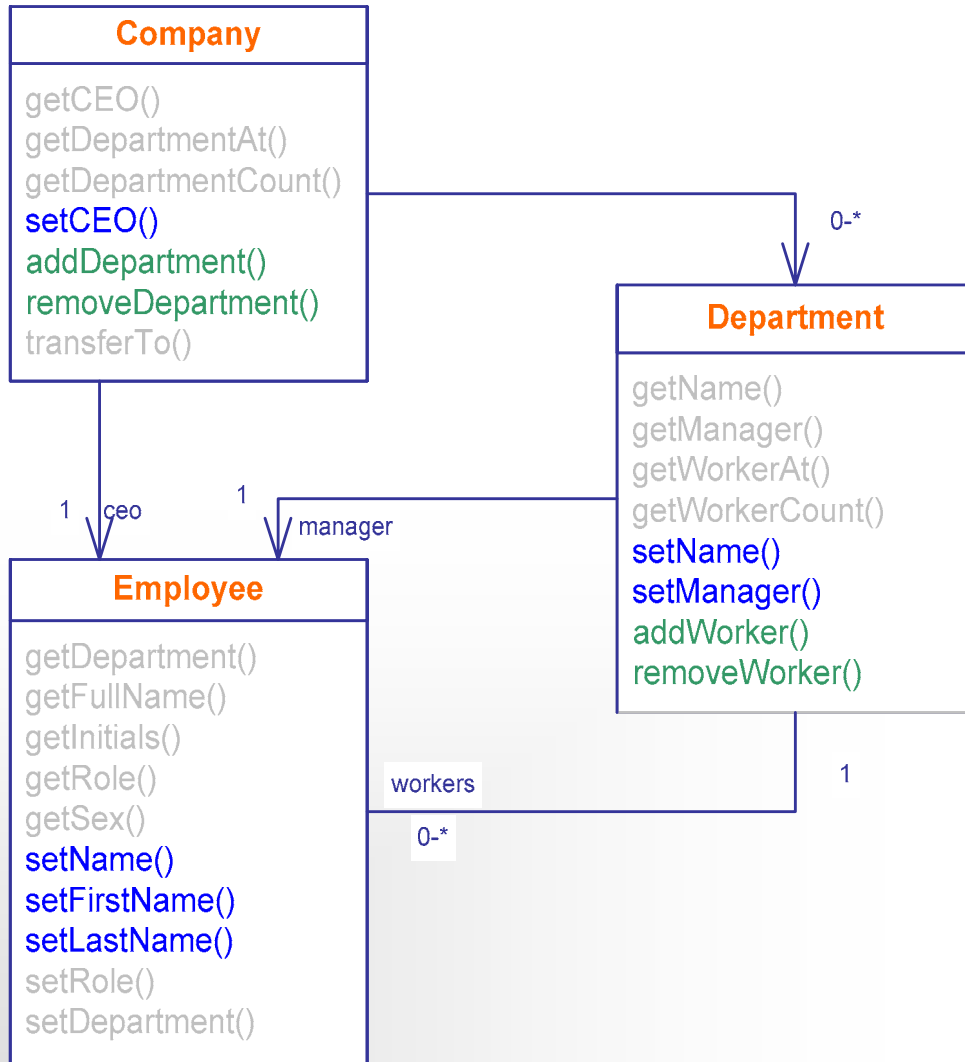 Company
getCEO()
getDepartmentAt()
getDepartmentCount()
setCEO()
addDepartment()
removeDepartment()
transferTo()
0-*
Department
getName()
getManager()
getWorkerAt()
getWorkerCount()
setName()
setManager()
addWorker()
removeWorker()
1 ceo
1 manager
Employee
getDepartment()
getFullName()
getInitials()
getRole()
getSex()
setName()
setFirstName()
setLastName()
setRole()
setDepartment()
workers
0-*
1